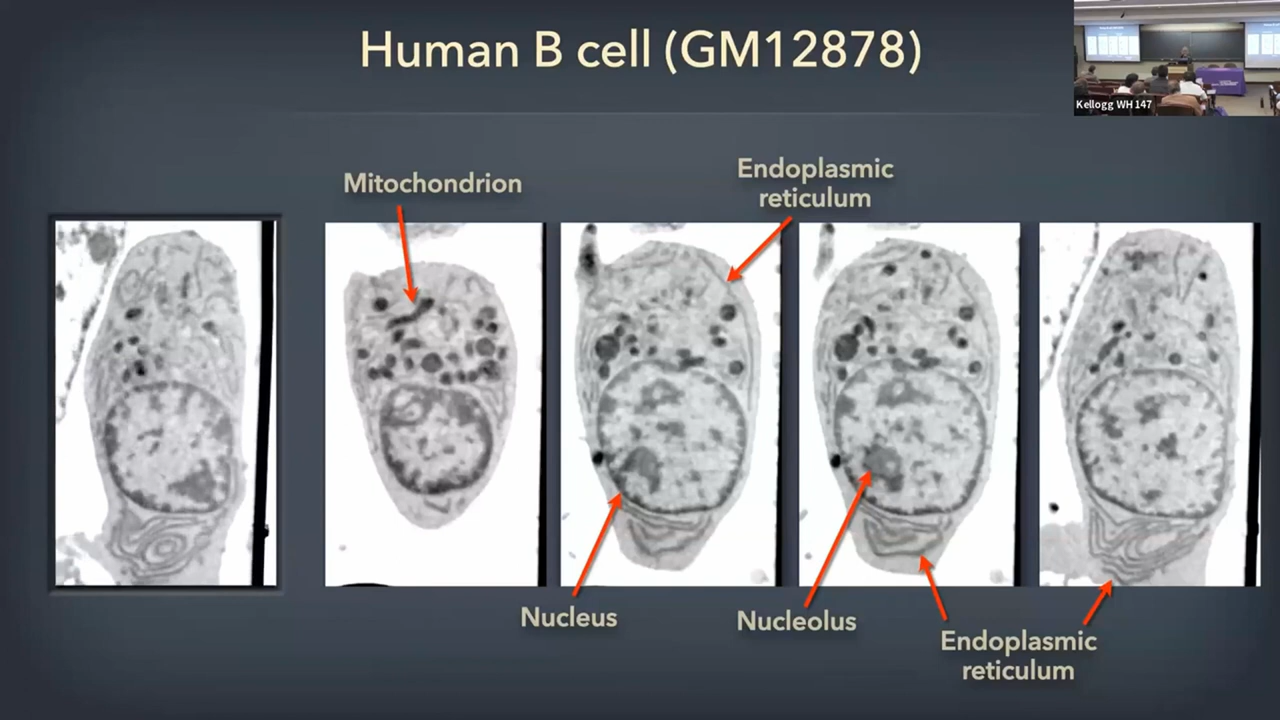 Human B cell (GM12878)
Kellogg WH 147
Mitochondrion
Endoplasmic
reticulum
Nucleus
Nucleolus
Endoplasmic
reticulum